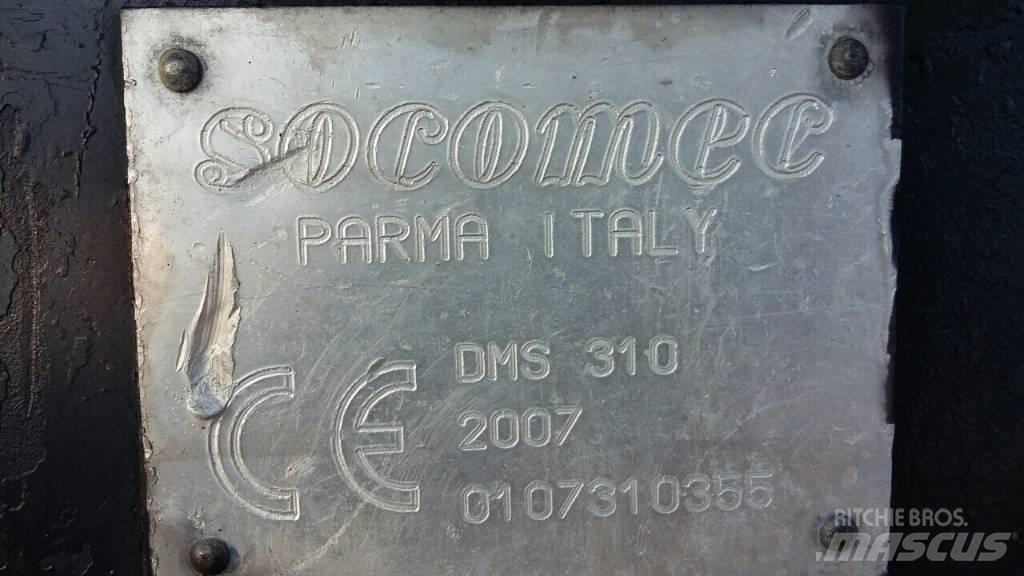 Socomec
PARMA ITALY
CE
DMS 310
2007
0107310355
RITCHIE BROS.
MASCUS